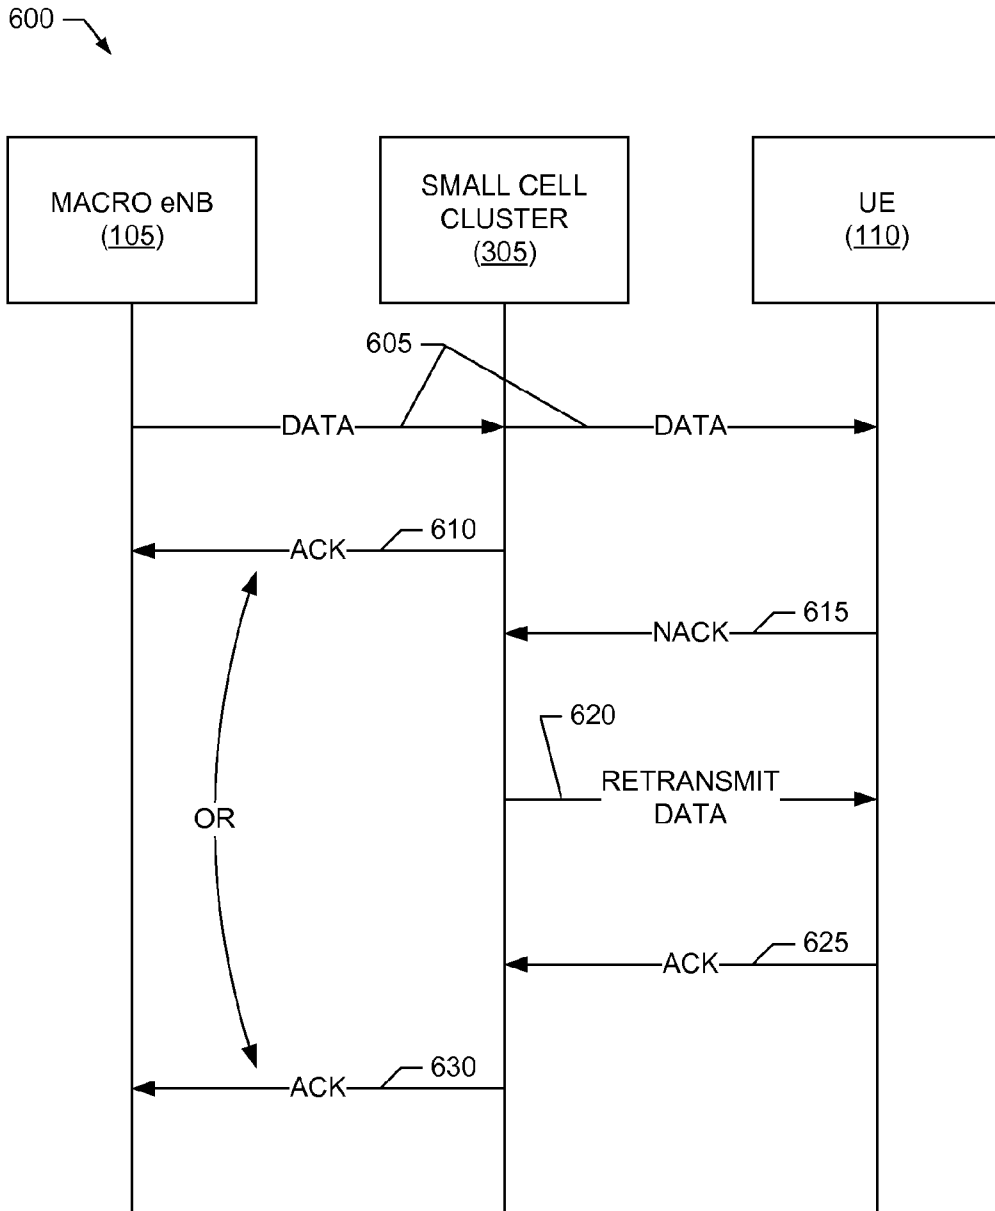 600
MACRO eNB
(105)
SMALL CELL
CLUSTER
(305)
UE
(110)
605
DATA
DATA
610
ACK
615
NACK
620
RETRANSMIT
DATA
OR
625
ACK
630
ACK